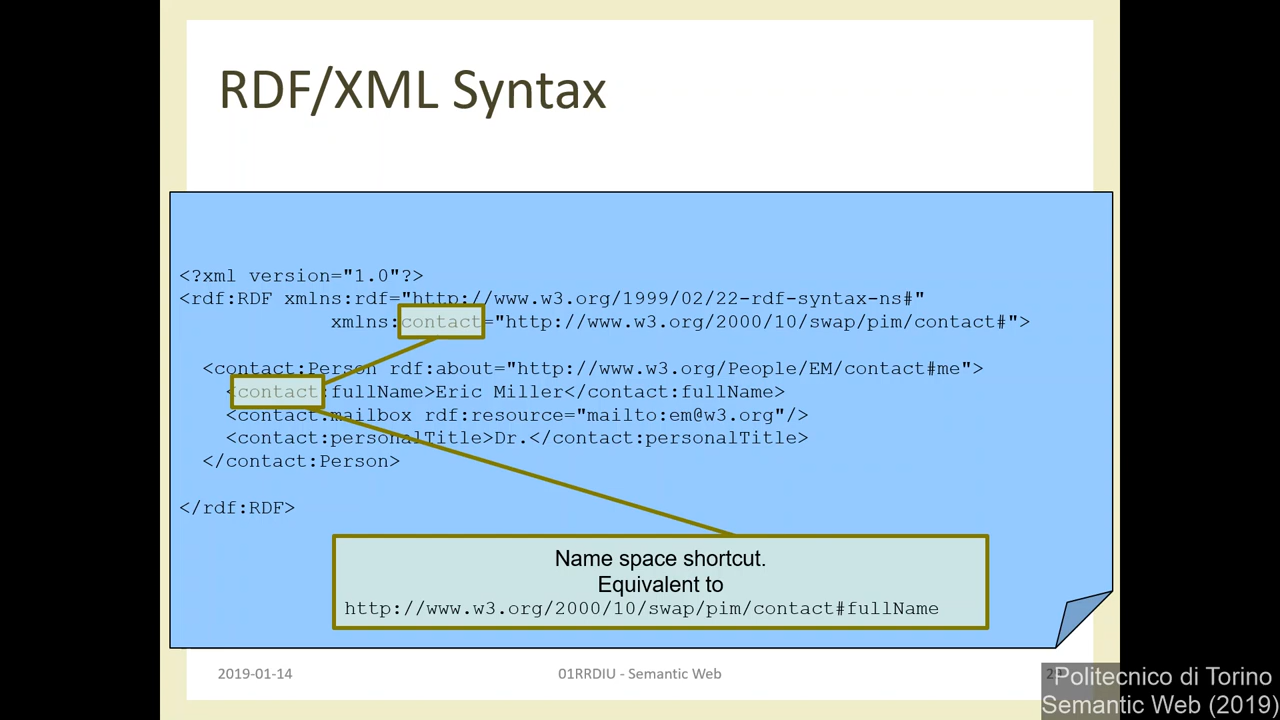 RDF/XML Syntax
<?xml version="1.0"?>
<rdf:RDF xmlns:rdf="http://www.w3.org/1999/02/22-rdf-syntax-ns#"
xmlns:contact="http://www.w3.org/2000/10/swap/pim/contact#">
<contact:Person rdf:about="http://www.w3.org/People/EM/contact#me">
<contact:fullName>Eric Miller</contact:fullName>
<contact:mailbox rdf:resource="mailto:em@w3.org"/>
<contact:personalTitle>Dr.</contact:personalTitle>
</contact:Person>
</rdf:RDF>
Name space shortcut.
Equivalent to
http://www.w3.org/2000/10/swap/pim/contact#fullName
2019-01-14
01RRDIU - Semantic Web
Politecnico di Torino
Semantic Web (2019)